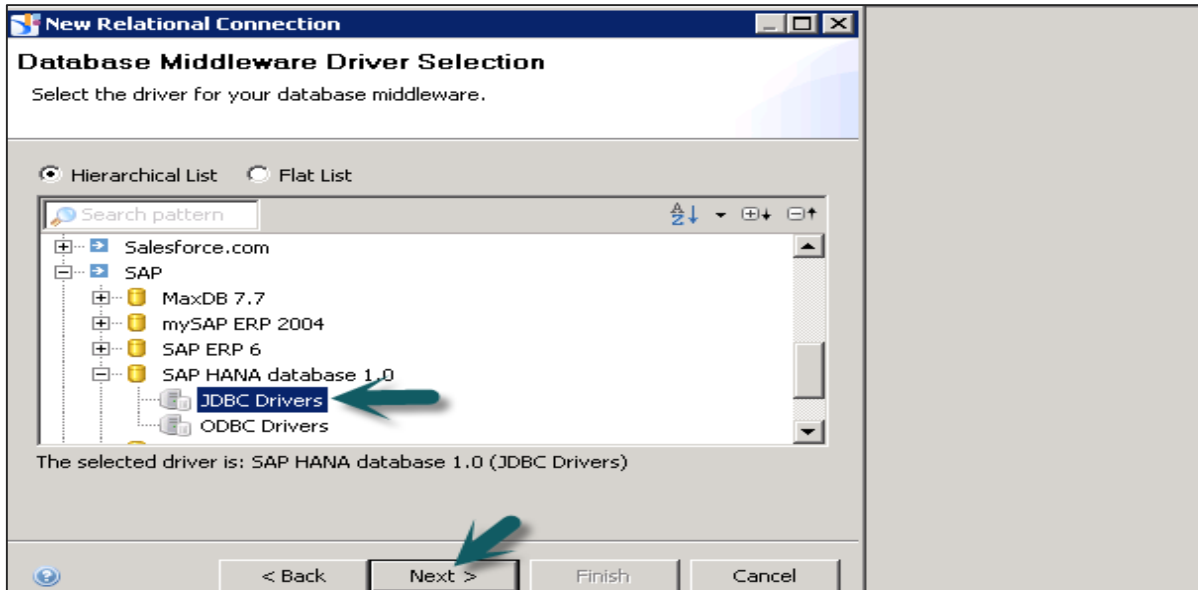 New Relational Connection
Database Middleware Driver Selection
Select the driver for your database middleware.
Hierarchical List Flat List
Search pattern
Salesforce.com
SAP
MaxDB 7.7
mySAP ERP 2004
SAP ERP 6
SAP HANA database 1.0
JDBC Drivers
ODBC Drivers
The selected driver is: SAP HANA database 1.0 (JDBC Drivers)
< Back Next > Finish Cancel